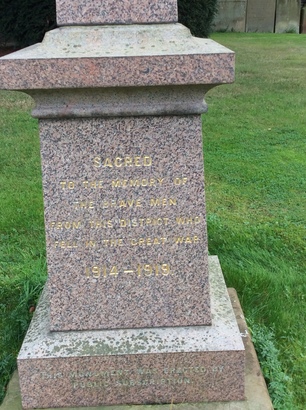 SACRED
TO THE MEMORY OF
THE BRAVE MEN
FROM THIS DISTRICT WHO
FELL IN THE GREAT WAR
1914-1918.
THIS MONUMENT WAS ERECTED BY
PUBLIC SUBSCRIPTION.